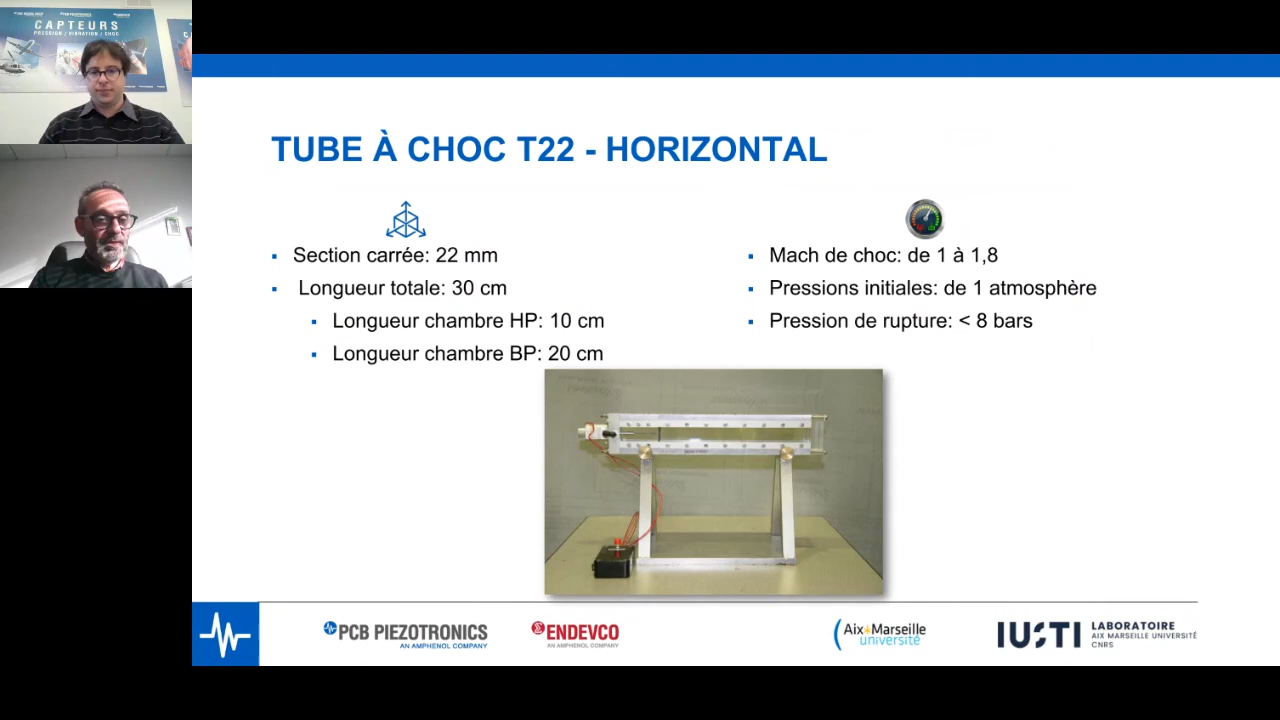 CAPTEURS
PRESSION / VIBRATION / CHOC
TUBE À CHOC T22 - HORIZONTAL
Section carrée: 22 mm
Longueur totale: 30 cm
Longueur chambre HP: 10 cm
Longueur chambre BP: 20 cm
Mach de choc: de 1 à 1,8
Pressions initiales: de 1 atmosphère
Pression de rupture: < 8 bars
PCB PIEZOTRONICS
AN AMPHENOL COMPANY
ENDEVCO
AN AMPHENOL COMPANY
Aix Marseille
université
IUSTI
LABORATOIRE
AIX MARSEILLE UNIVERSITÉ
CNRS